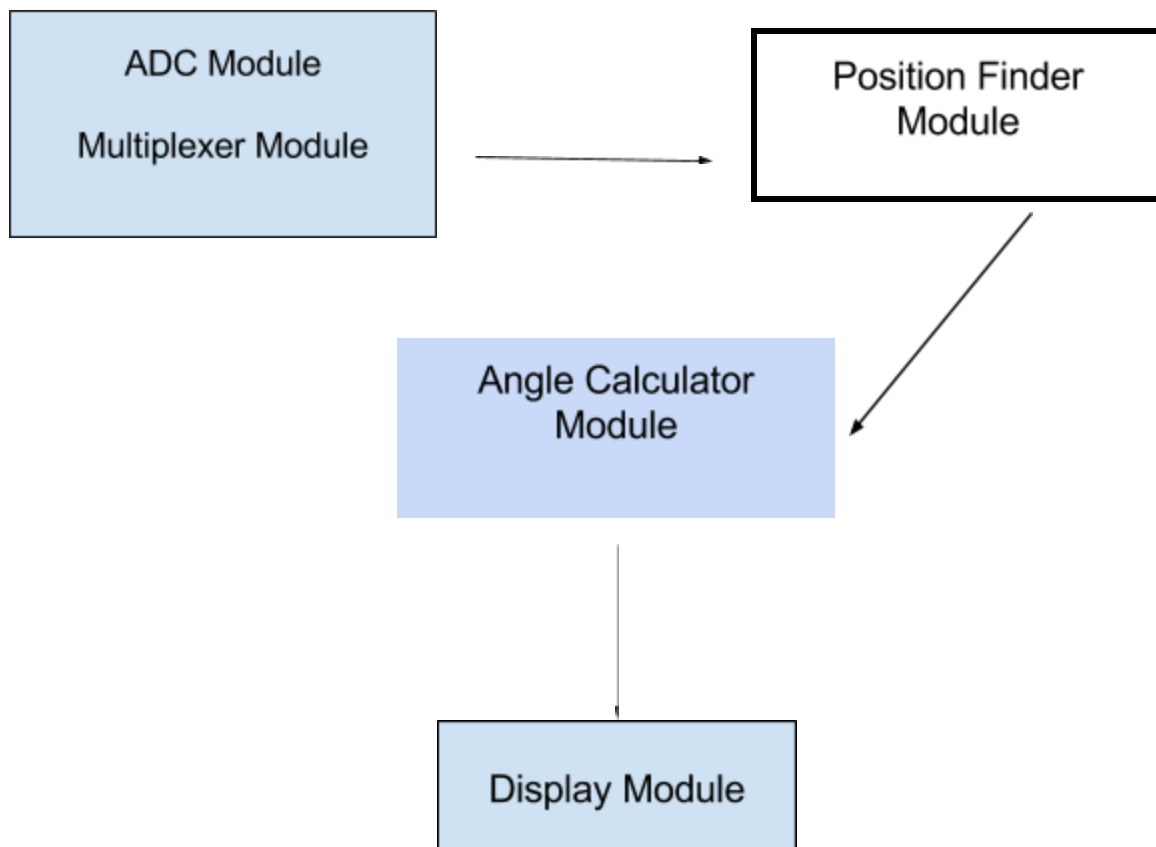 ADC Module
Multiplexer Module
Position Finder
Module
Angle Calculator
Module
Display Module